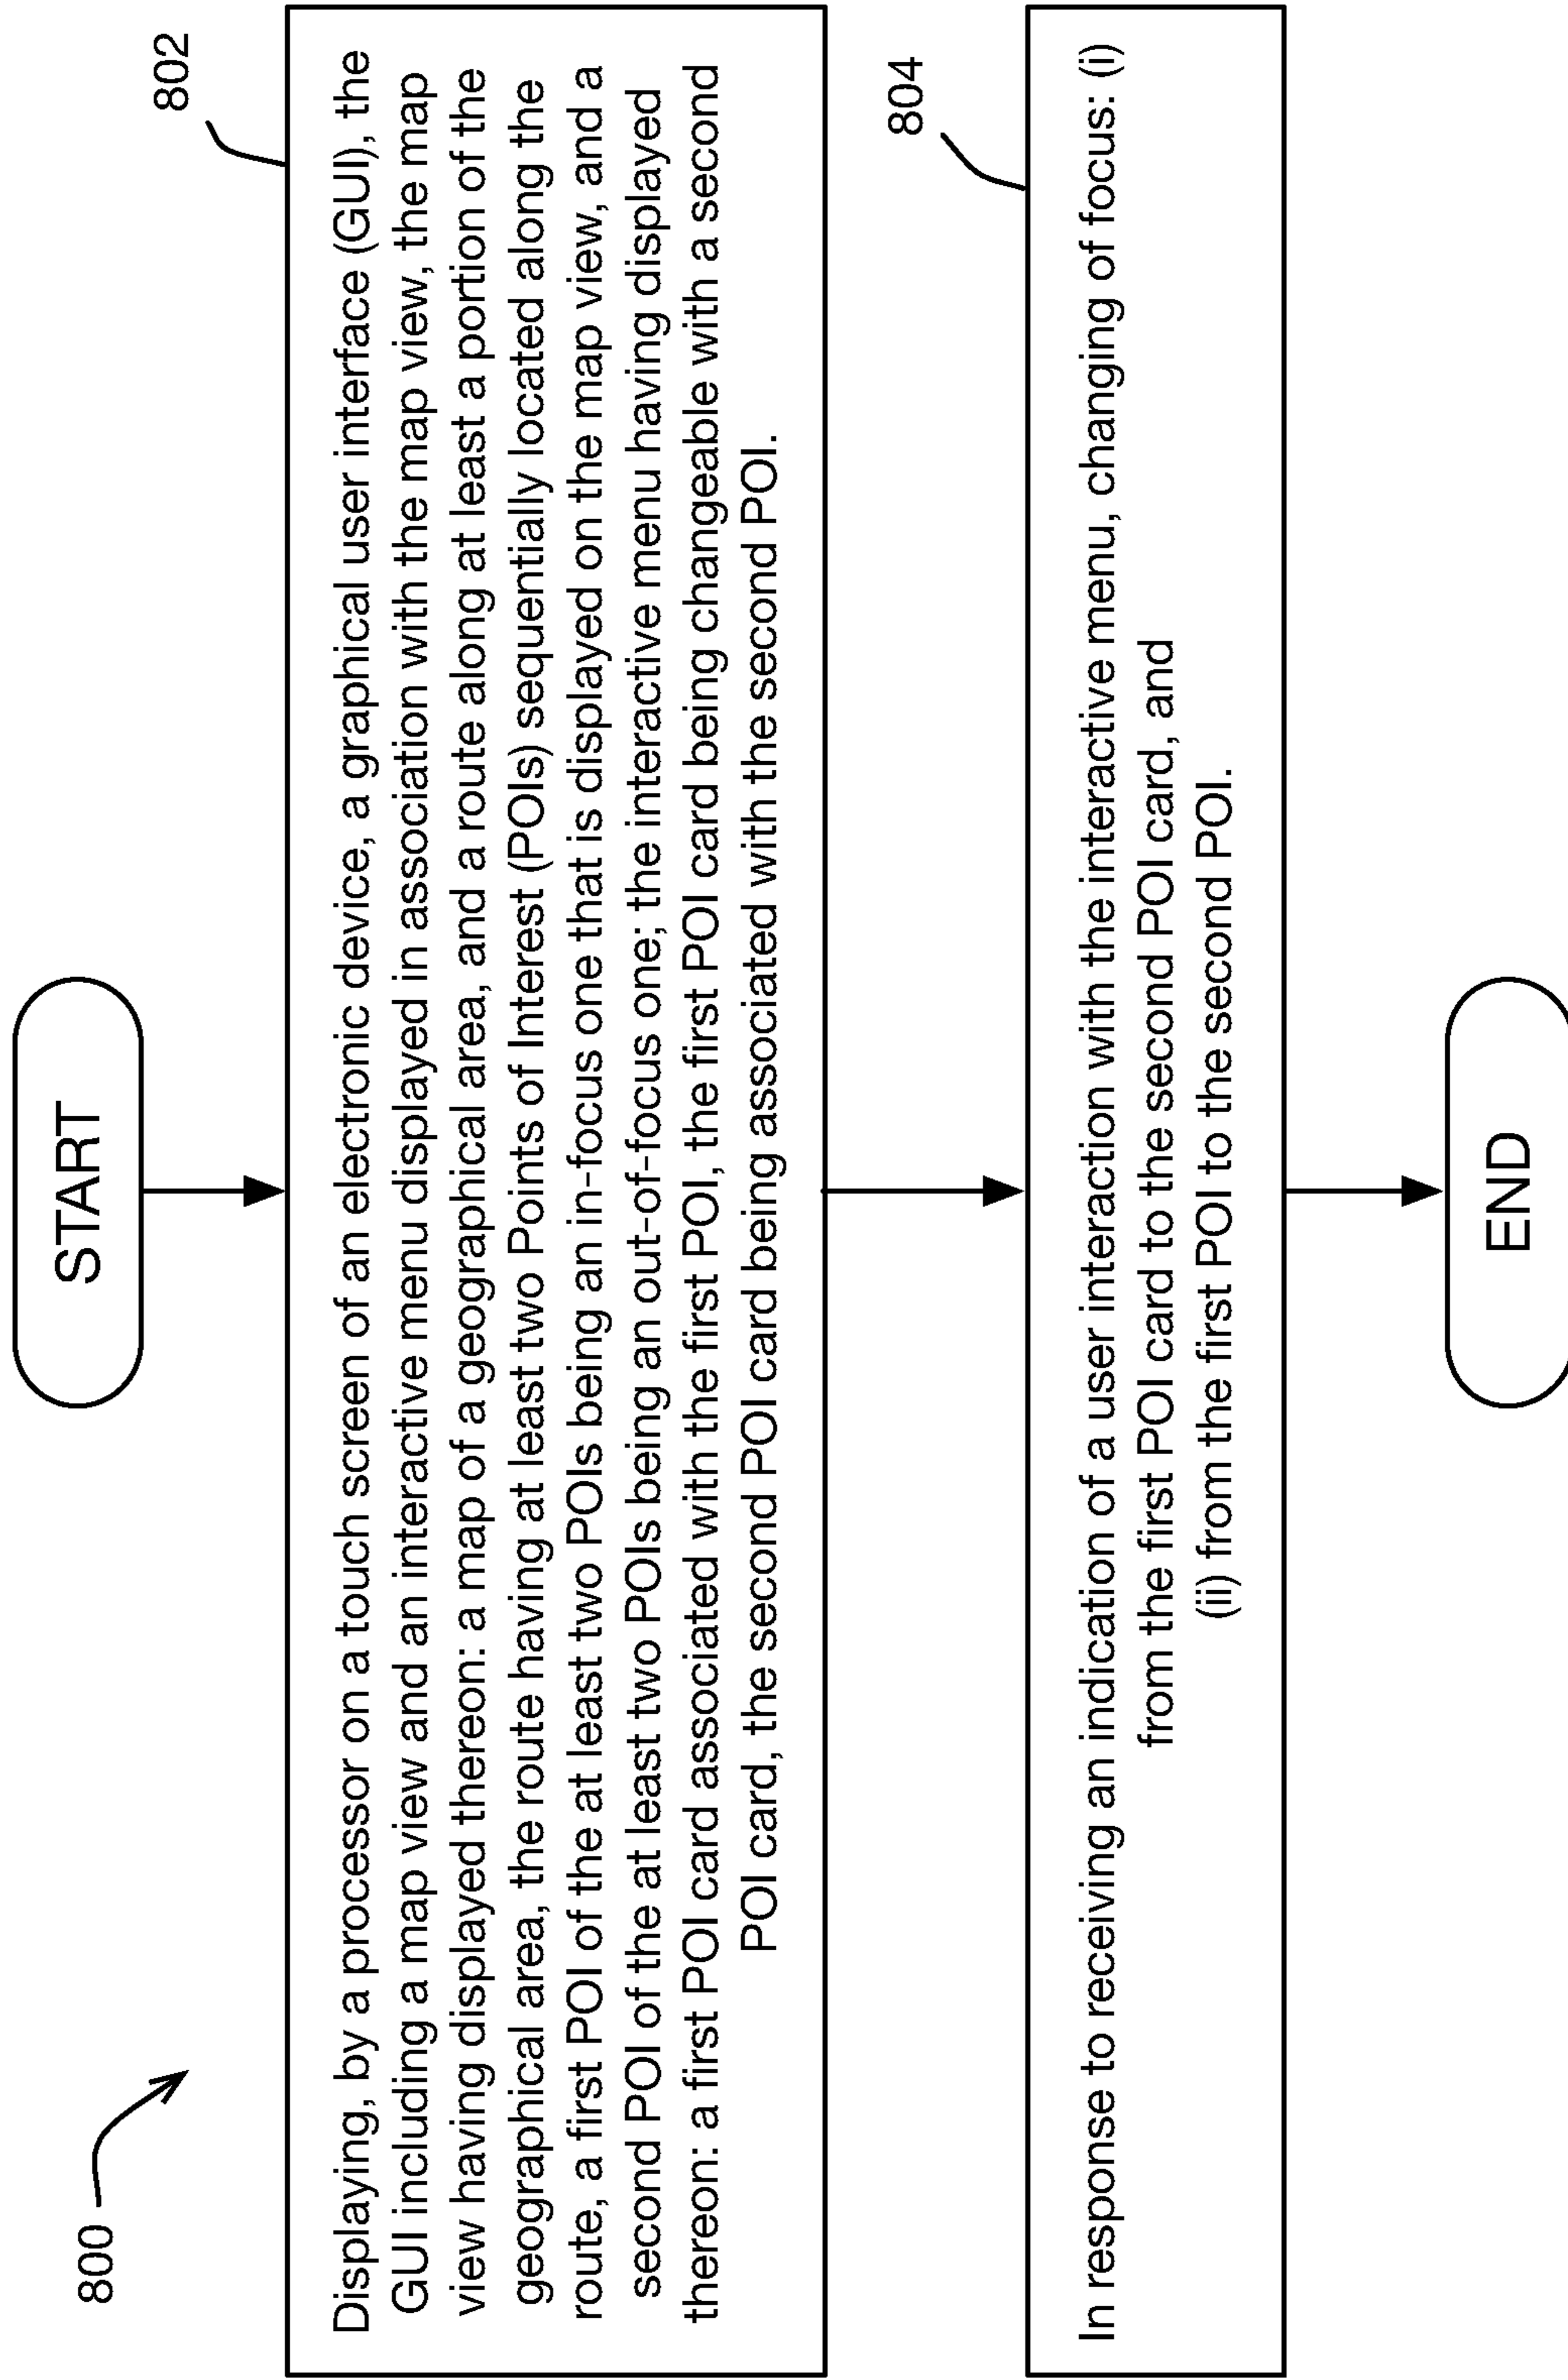 800
START
802
Displaying, by a processor on a touch screen of an electronic device, a graphical user interface (GUI), the
GUI including a map view and an interactive menu displayed in association with the map view, the map
view having displayed thereon: a map of a geographical area, and a route along at least a portion of the
geographical area, the route having at least two Points of Interest (POIs) sequentially located along the
route, a first POI of the at least two POIs being an in-focus one that is displayed on the map view, and a
second POI of the at least two POIs being an out-of-focus one; the interactive menu having displayed
thereon: a first POI card associated with the first POI, the first POI card being changeable with a second
POI card, the second POI card being associated with the second POI.
804
In response to receiving an indication of a user interaction with the interactive menu, changing of focus: (i)
from the first POI card to the second POI card, and
(ii) from the first POI to the second POI.
END